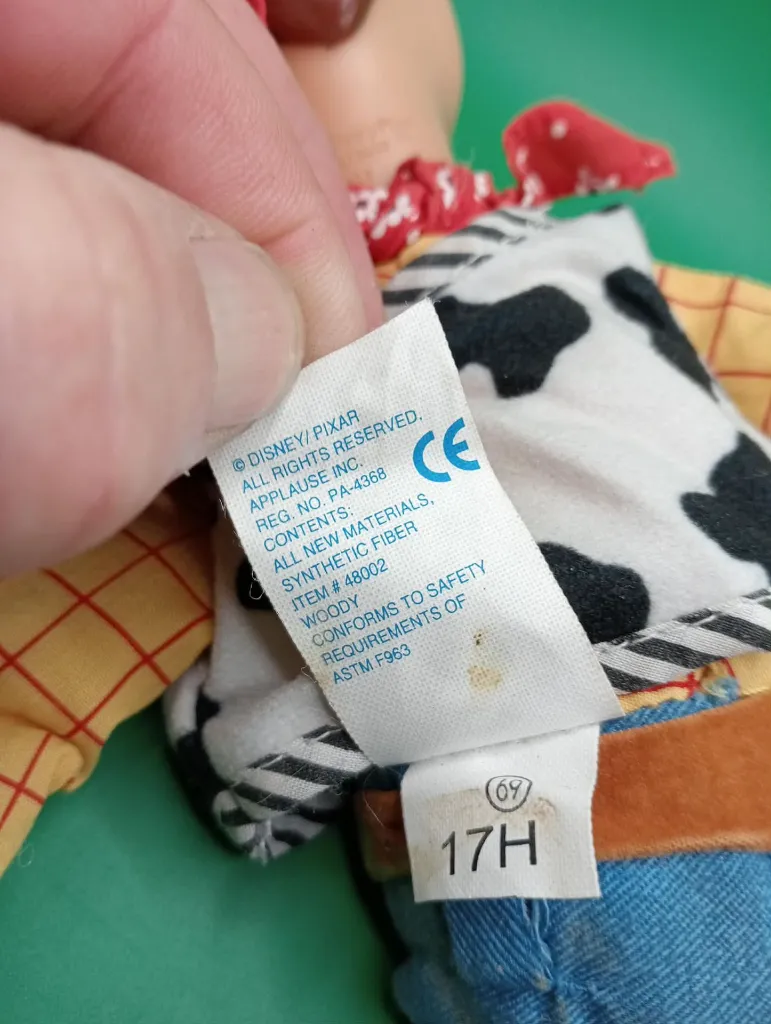 © DISNEY/ PIXAR
ALL RIGHTS RESERVED.
APPLAUSE INC.
REG. NO. PA-4368
CONTENTS:
ALL NEW MATERIALS,
SYNTHETIC FIBER
ITEM # 48002
WOODY
CONFORMS TO SAFETY
REQUIREMENTS OF
ASTM F963
CE
69
17H